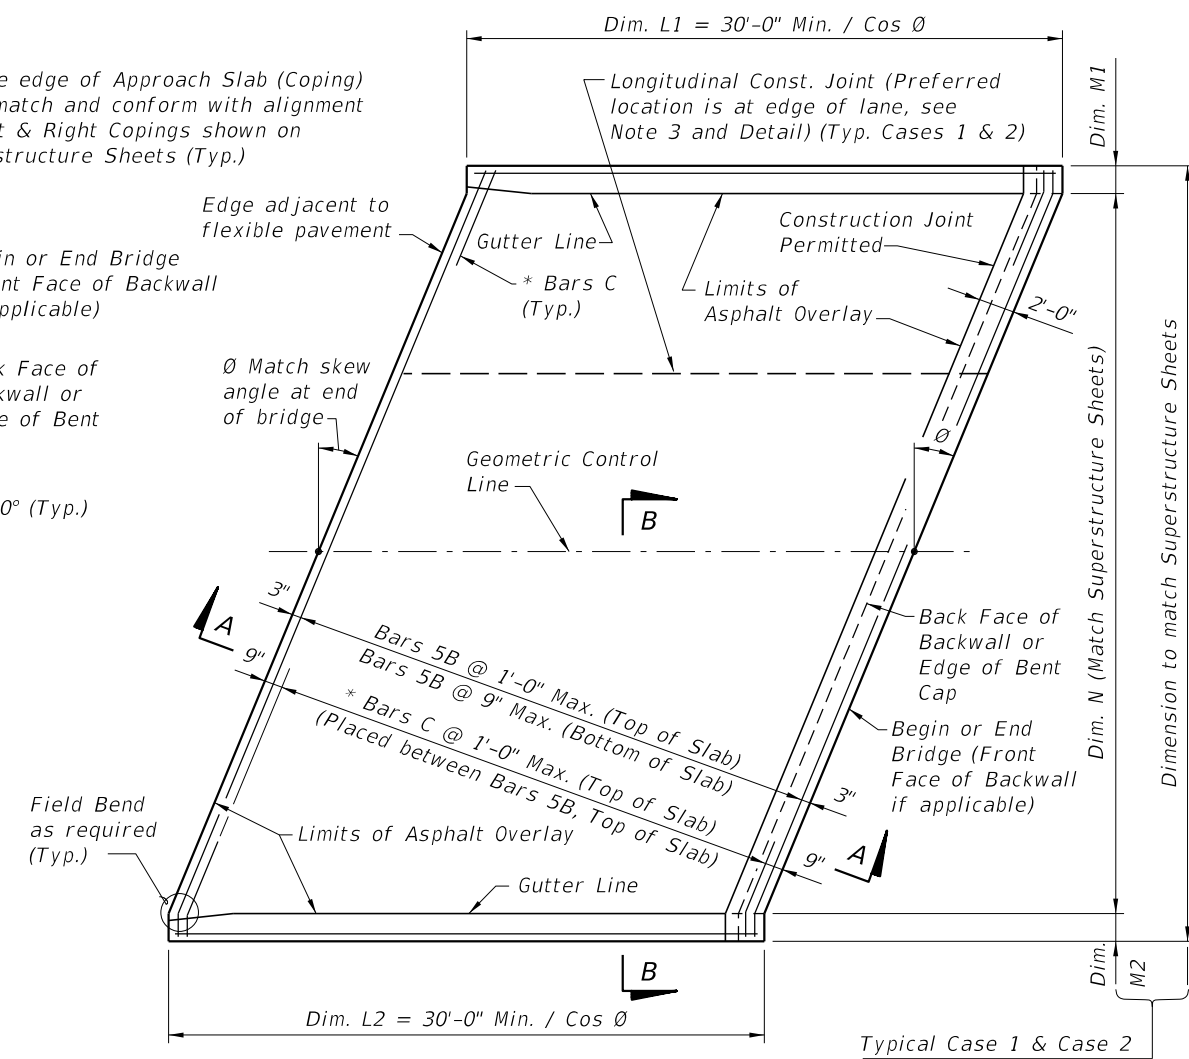 Dim. L1 = 30'-0" Min. / Cos Ø
e edge of Approach Slab (Coping)
match and conform with alignment
t & Right Copings shown on
structure Sheets (Typ.)
Longitudinal Const. Joint (Preferred
location is at edge of lane, see
Note 3 and Detail) (Typ. Cases 1 & 2)
Dim. M1
Edge adjacent to
flexible pavement
Gutter Line
Construction Joint
Permitted
in or End Bridge
nt Face of Backwall
applicable)
* Bars C
(Typ.)
Limits of
Asphalt Overlay
2'-0"
k Face of
kwall or
e of Bent
Ø Match skew
angle at end
of bridge
Ø
Geometric Control
Line
B
0° (Typ.)
Dim. N (Match Superstructure Sheets)
Dimension to match Superstructure Sheets
3"
A
9"
Bars 5B @ 1'-0" Max. (Top of Slab)
Bars 5B @ 9" Max. (Bottom of Slab)
* Bars C @ 1'-0" Max. (Top of Slab)
(Placed between Bars 5B, Top of Slab)
Back Face of
Backwall or
Edge of Bent
Cap
Begin or End
Bridge (Front
Face of Backwall
if applicable)
3"
9"
A
Field Bend
as required
(Typ.)
Limits of Asphalt Overlay
Gutter Line
B
Dim.
M2
Dim. L2 = 30'-0" Min. / Cos Ø
Typical Case 1 & Case 2